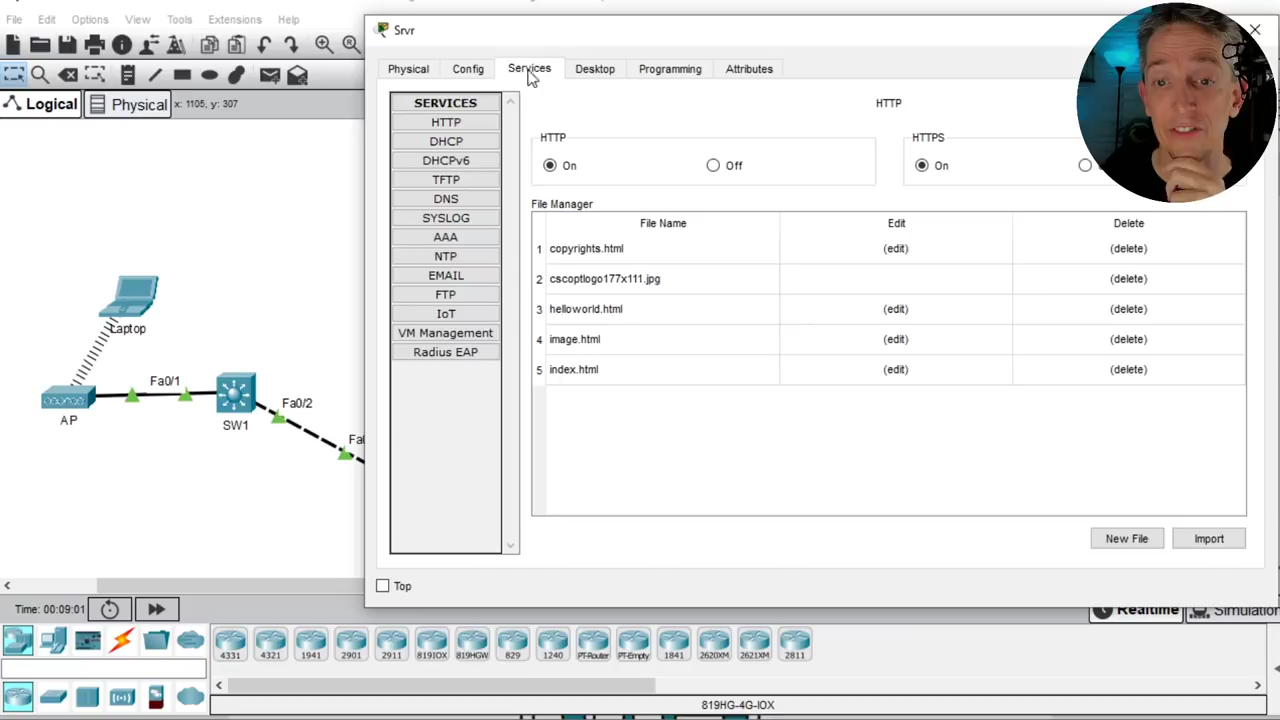 File Edit Options View Tools Extensions Help
Logical Physical x: 1105, y: 307
Laptop
Fa0/1
AP
SW1
Fa0/2
Srvr
Physical Config Services Desktop Programming Attributes
SERVICES
HTTP
DHCP
DHCPv6
TFTP
DNS
SYSLOG
AAA
NTP
EMAIL
FTP
IoT
VM Management
Radius EAP
HTTP
HTTP
On Off
HTTPS
On
File Manager
File Name Edit Delete
1 copyrights.html (edit) (delete)
2 cscoptlogo177x111.jpg (delete)
3 helloworld.html (edit) (delete)
4 image.html (edit) (delete)
5 index.html (edit) (delete)
New File Import
Top
Time: 00:09:01
Realtime Simulation
4331 4321 1941 2901 2911 819IOX 819HGW 829 1240 PT-Router PT-Empty 1841 2620XM 2621XM 2811
819HG-4G-IOX